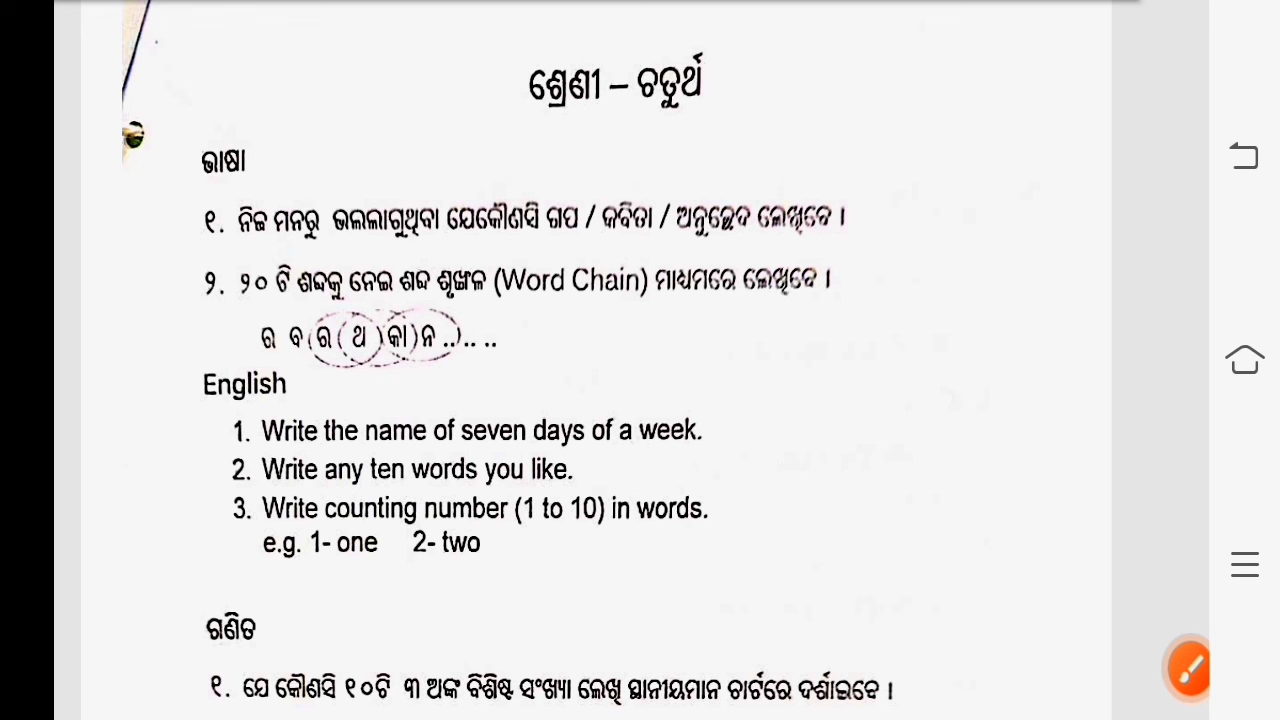 ଶ୍ରେଣୀ – ଚତୁର୍ଥ
ଭାଷା
୧. ନିଜ ମନରୁ ଭଲଲାଗୁଥିବା ଯେକୌଣସି ଗପ / କବିତା / ଅନୁଚ୍ଛେଦ ଲେଖିବେ ।
୨. ୨୦ ଟି ଶବ୍ଦକୁ ନେଇ ଶବ୍ଦ ଶୃଙ୍ଖଳ (Word Chain) ମାଧ୍ୟମରେ ଲେଖିବେ ।
ର ବ ( ର ( ଥ ) କା ) ନ ..) .. ..
English
1. Write the name of seven days of a week.
2. Write any ten words you like.
3. Write counting number (1 to 10) in words.
e.g. 1- one 2- two
ଗଣିତ
୧. ଯେ କୌଣସି ୧୦ଟି ୩ ଅଙ୍କ ବିଶିଷ୍ଟ ସଂଖ୍ୟା ଲେଖି ସ୍ଥାନୀୟମାନ ଚାର୍ଟରେ ଦର୍ଶାଇବେ ।